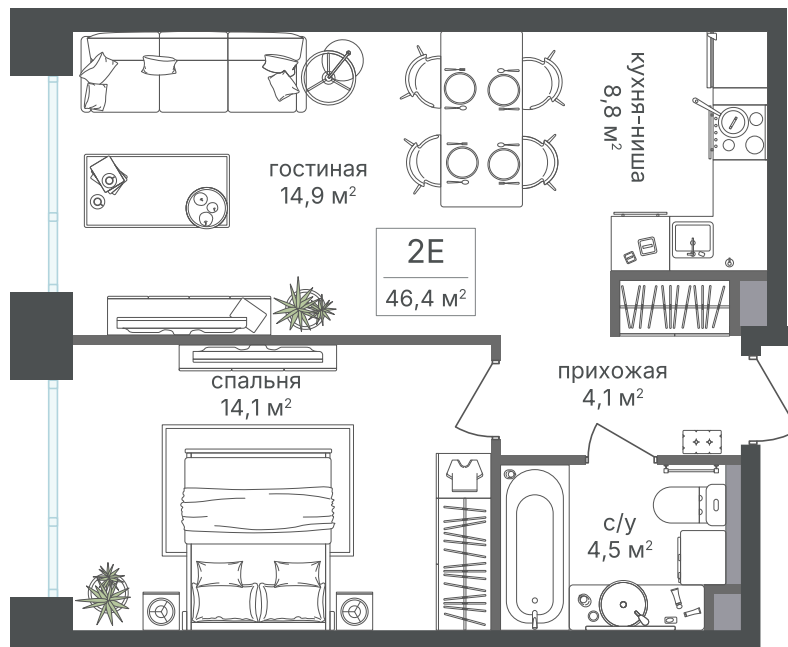 кухня-ниша
8,8 м²
гостиная
14,9 м²
2Е
46,4 м²
прихожая
4,1 м²
спальня
14,1 м²
с/у
4,5 м²